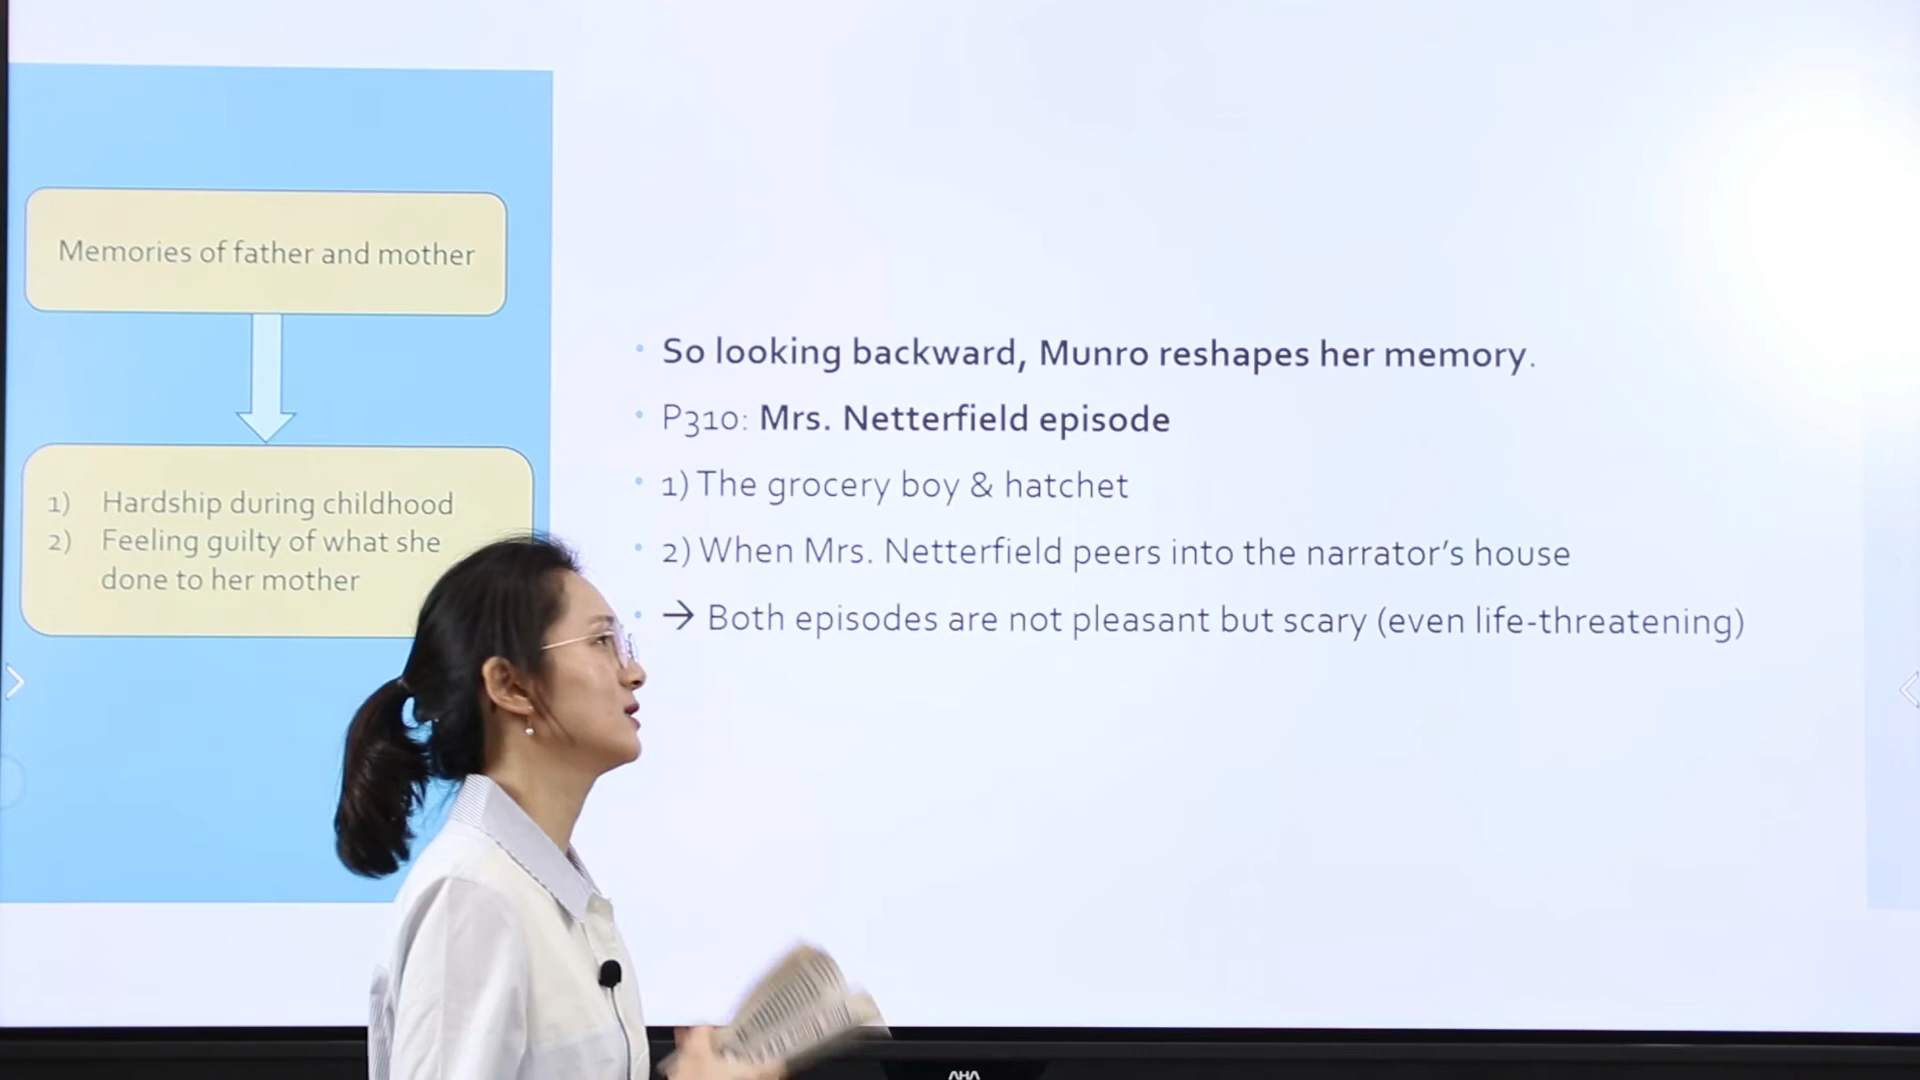 Memories of father and mother
1) Hardship during childhood
2) Feeling guilty of what she
done to her mother
• So looking backward, Munro reshapes her memory.
• P310: Mrs. Netterfield episode
• 1) The grocery boy & hatchet
• 2) When Mrs. Netterfield peers into the narrator's house
• → Both episodes are not pleasant but scary (even life-threatening)
AHA